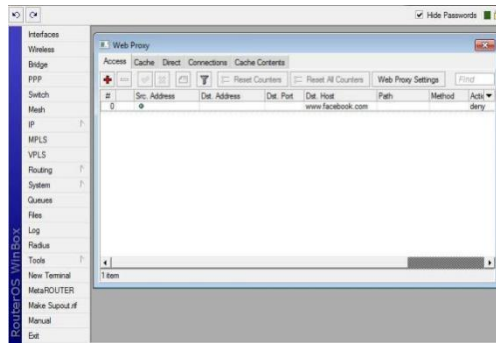 Hide Passwords
Interfaces
Wireless
Bridge
PPP
Switch
Mesh
IP
MPLS
VPLS
Routing
System
Queues
Files
Log
Radius
Tools
New Terminal
MetaROUTER
Make Supout.rif
Manual
Exit
RouterOS WinBox
Web Proxy
Access Cache Direct Connections Cache Contents
Reset Counters Reset All Counters Web Proxy Settings Find
# Src. Address Dst. Address Dst. Port Dst. Host Path Method Acti
0 www.facebook.com deny
1 item